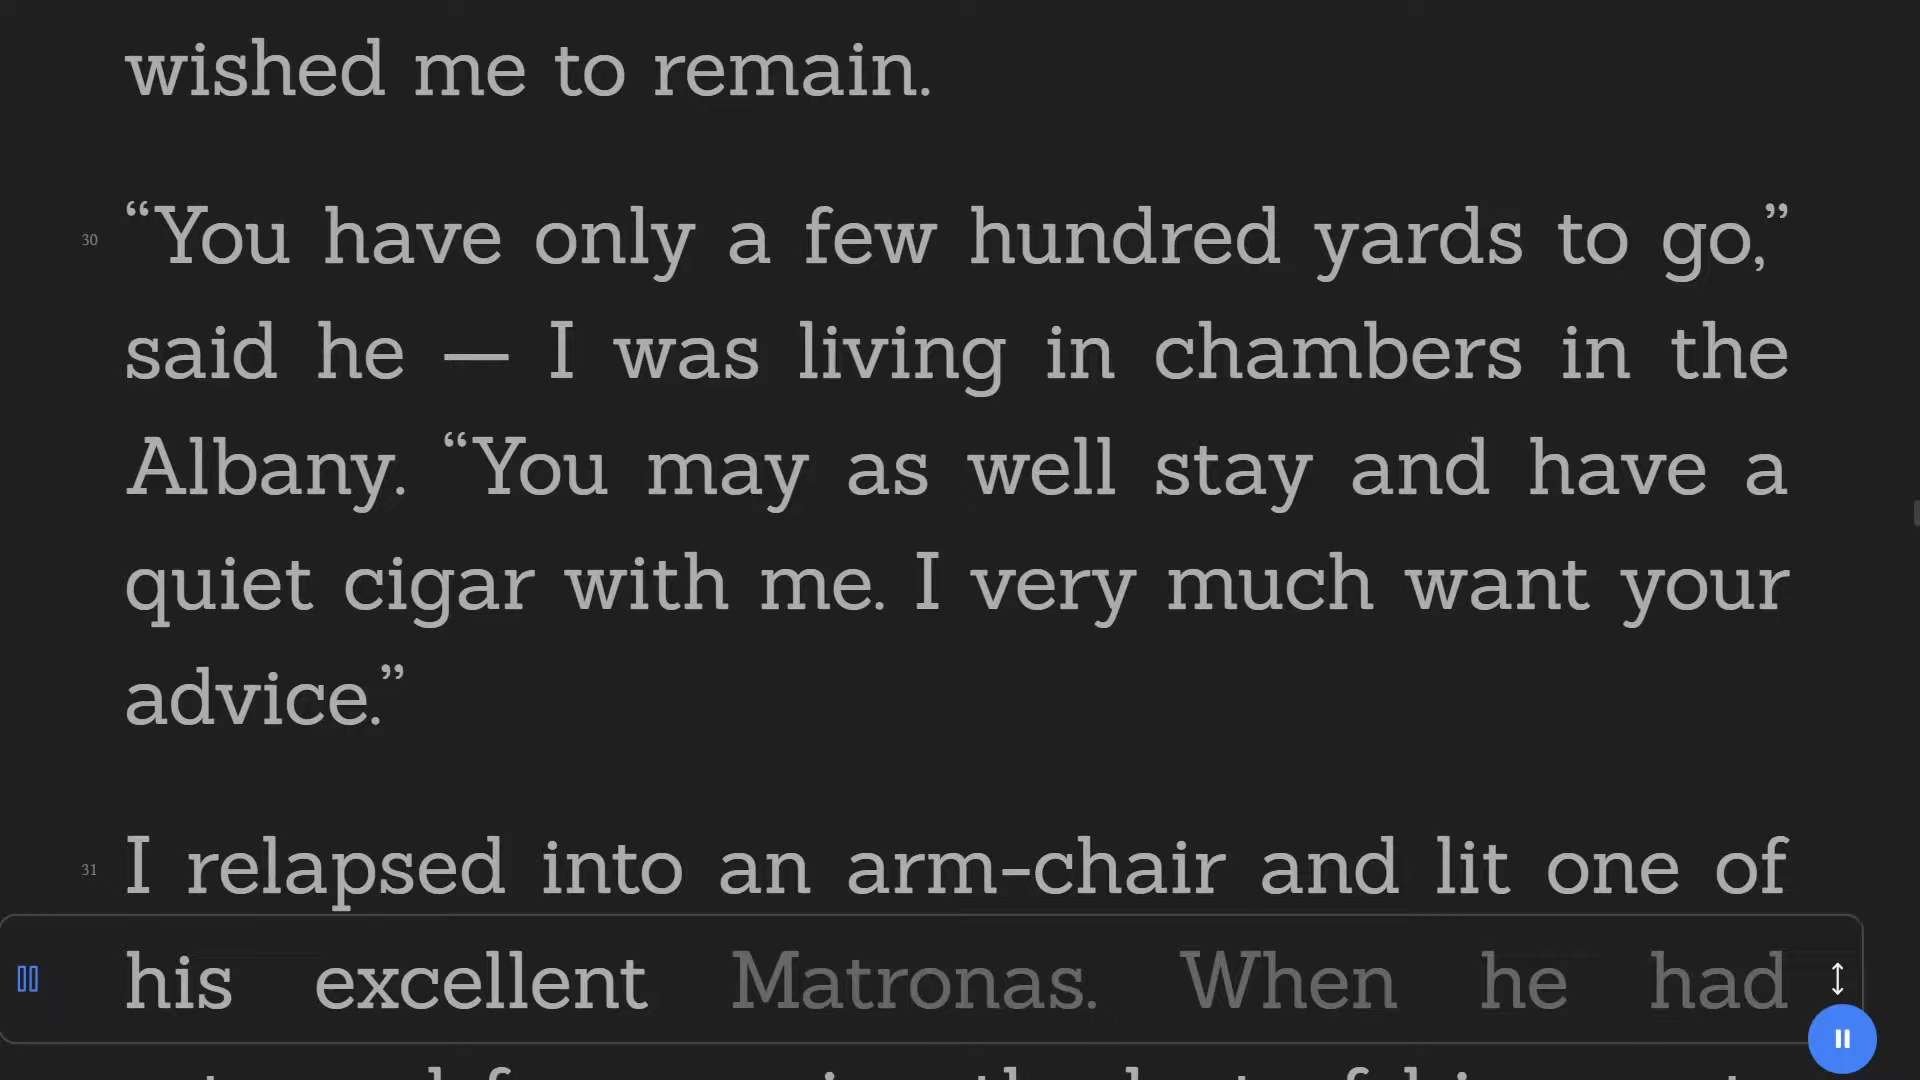 wished me to remain.
30
“You have only a few hundred yards to go,”
said he — I was living in chambers in the
Albany. “You may as well stay and have a
quiet cigar with me. I very much want your
advice.”
31
I relapsed into an arm-chair and lit one of
his excellent Matronas. When he had